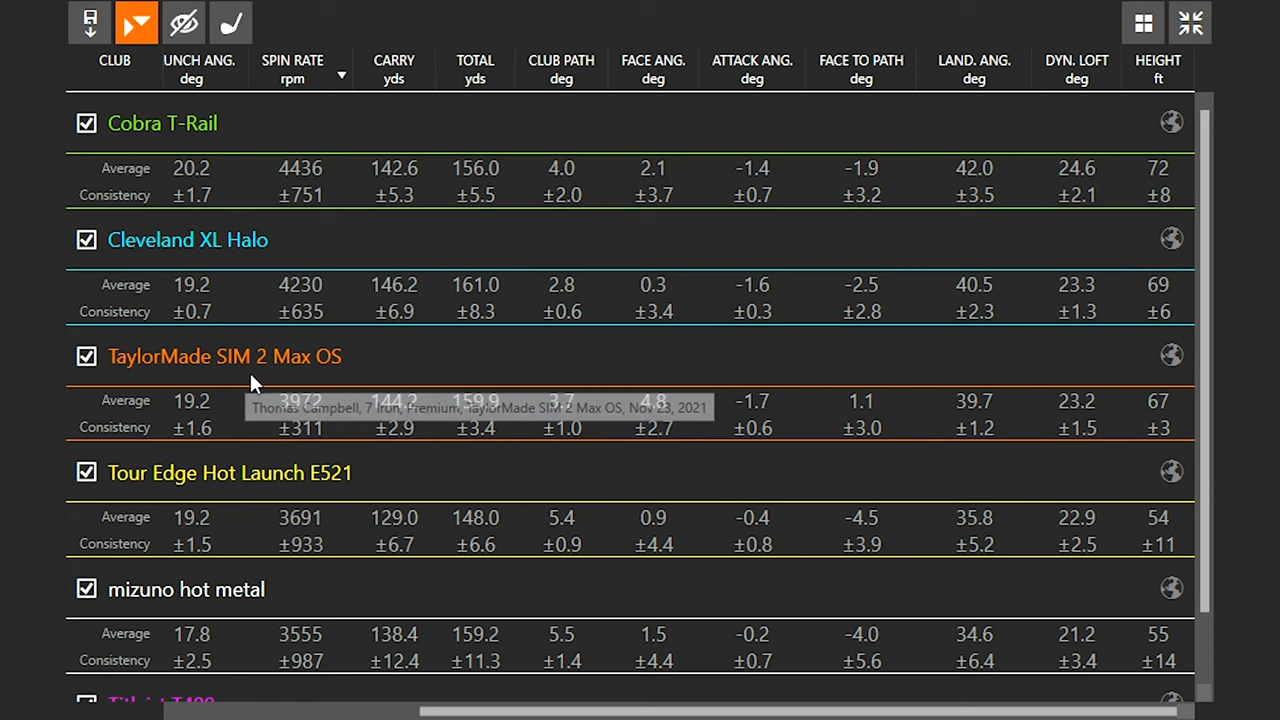 CLUB UNCH ANG. SPIN RATE CARRY TOTAL CLUB PATH FACE ANG. ATTACK ANG. FACE TO PATH LAND. ANG. DYN. LOFT HEIGHT
deg rpm yds yds deg deg deg deg deg deg ft
Cobra T-Rail
Average 20.2 4436 142.6 156.0 4.0 2.1 -1.4 -1.9 42.0 24.6 72
Consistency ±1.7 ±751 ±5.3 ±5.5 ±2.0 ±3.7 ±0.7 ±3.2 ±3.5 ±2.1 ±8
Cleveland XL Halo
Average 19.2 4230 146.2 161.0 2.8 0.3 -1.6 -2.5 40.5 23.3 69
Consistency ±0.7 ±635 ±6.9 ±8.3 ±0.6 ±3.4 ±0.3 ±2.8 ±2.3 ±1.3 ±6
TaylorMade SIM 2 Max OS
Average 19.2 3972 144.2 159.9 3.7 4.8 -1.7 1.1 39.7 23.2 67
Thomas Campbell, 7 Iron, Premium, TaylorMade SIM 2 Max OS, Nov 23, 2021
Consistency ±1.6 ±311 ±2.9 ±3.4 ±1.0 ±2.7 ±0.6 ±3.0 ±1.2 ±1.5 ±3
Tour Edge Hot Launch E521
Average 19.2 3691 129.0 148.0 5.4 0.9 -0.4 -4.5 35.8 22.9 54
Consistency ±1.5 ±933 ±6.7 ±6.6 ±0.9 ±4.4 ±0.8 ±3.9 ±5.2 ±2.5 ±11
mizuno hot metal
Average 17.8 3555 138.4 159.2 5.5 1.5 -0.2 -4.0 34.6 21.2 55
Consistency ±2.5 ±987 ±12.4 ±11.3 ±1.4 ±4.4 ±0.7 ±5.6 ±6.4 ±3.4 ±14